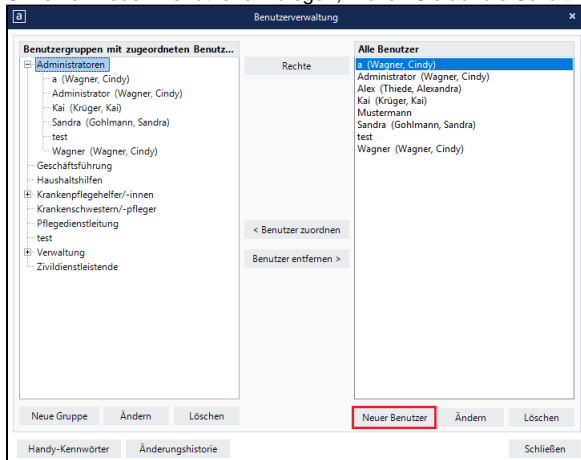 a
Benutzerverwaltung
×
Benutzergruppen mit zugeordneten Benutz...
Administratoren
a (Wagner, Cindy)
Administrator (Wagner, Cindy)
Kai (Krüger, Kai)
Sandra (Gohlmann, Sandra)
test
Wagner (Wagner, Cindy)
Geschäftsführung
Haushaltshilfen
Krankenpflegehelfer/-innen
Krankenschwestern/-pfleger
Pflegedienstleitung
test
Verwaltung
Zivildienstleistende
Rechte
< Benutzer zuordnen
Benutzer entfernen >
Alle Benutzer
a (Wagner, Cindy)
Administrator (Wagner, Cindy)
Alex (Thiede, Alexandra)
Kai (Krüger, Kai)
Mustermann
Sandra (Gohlmann, Sandra)
test
Wagner (Wagner, Cindy)
Neue Gruppe Ändern Löschen
Neuer Benutzer Ändern Löschen
Handy-Kennwörter Änderungshistorie Schließen